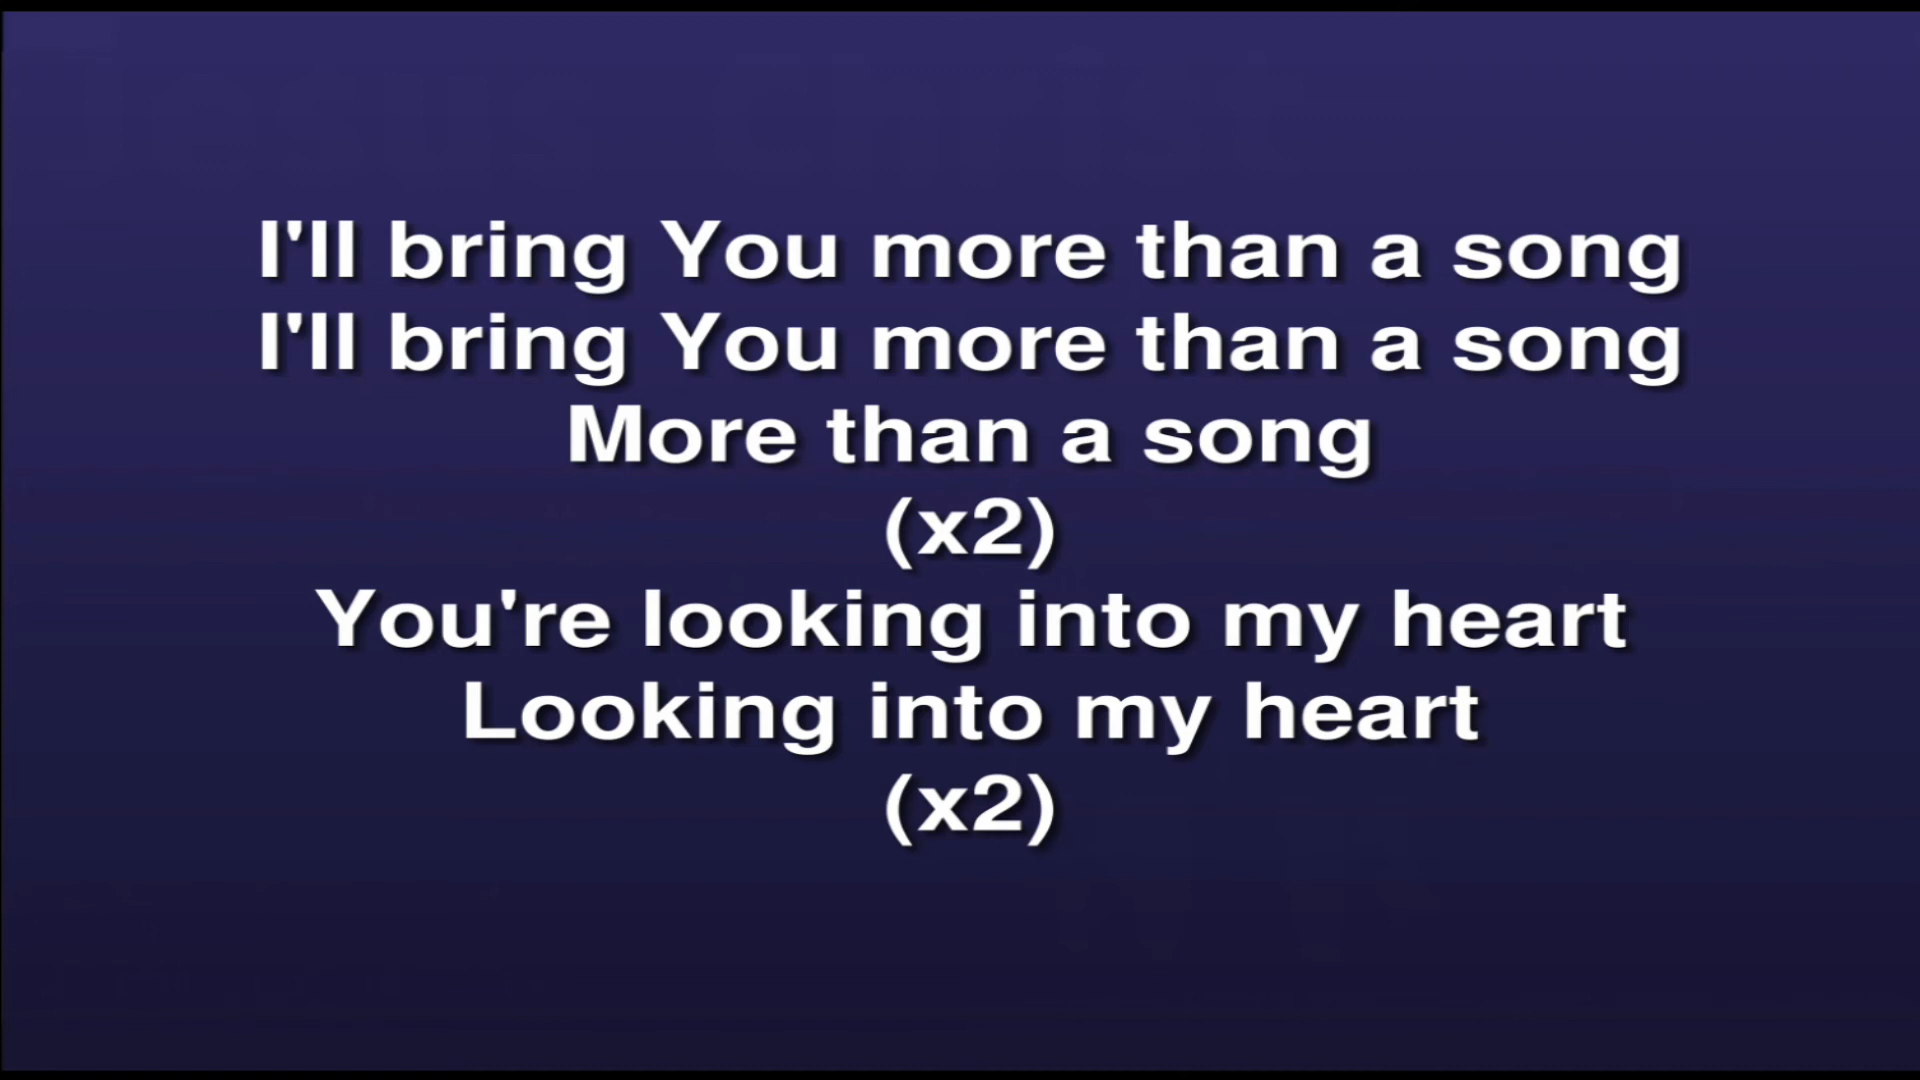 I'll bring You more than a song
I'll bring You more than a song
More than a song
(x2)
You're looking into my heart
Looking into my heart
(x2)